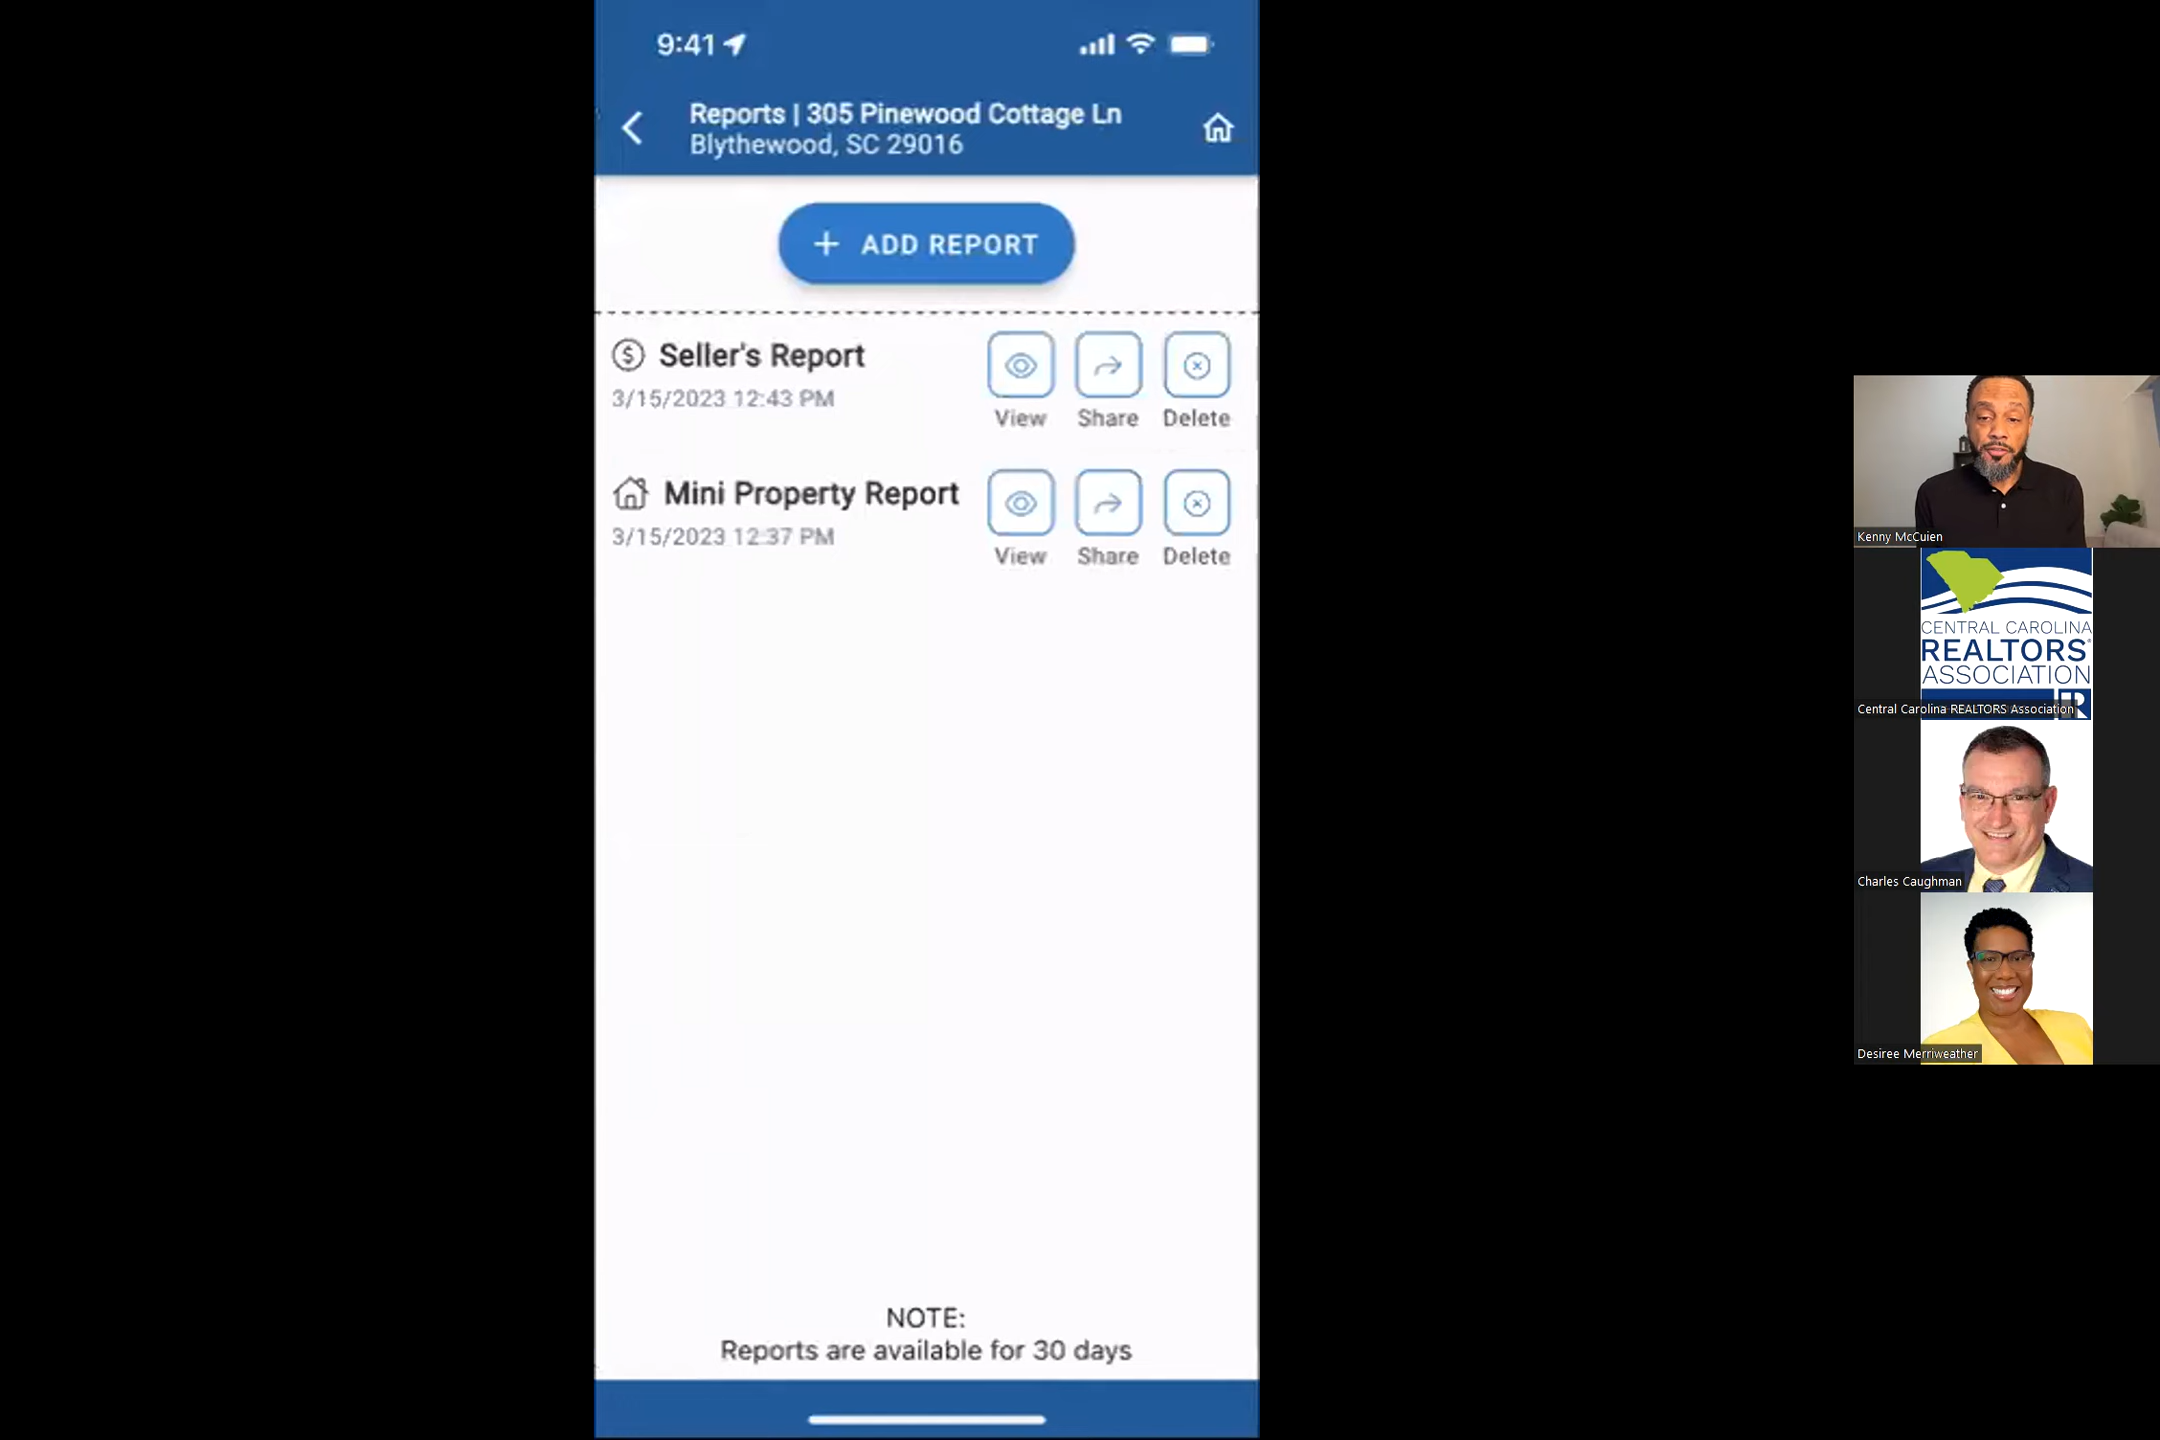 9:41
Reports | 305 Pinewood Cottage Ln
Blythewood, SC 29016
+ ADD REPORT
Seller's Report
3/15/2023 12:43 PM
View Share Delete
Mini Property Report
3/15/2023 12:37 PM
View Share Delete
NOTE:
Reports are available for 30 days
Kenny McCuien
CENTRAL CAROLINA
REALTORS®
ASSOCIATION
Central Carolina REALTORS Association
Charles Caughman
Desiree Merriweather